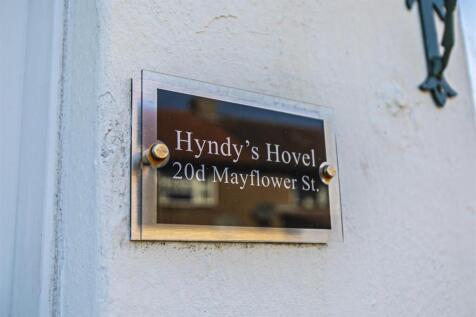 Hyndy's Hovel
20d Mayflower St.